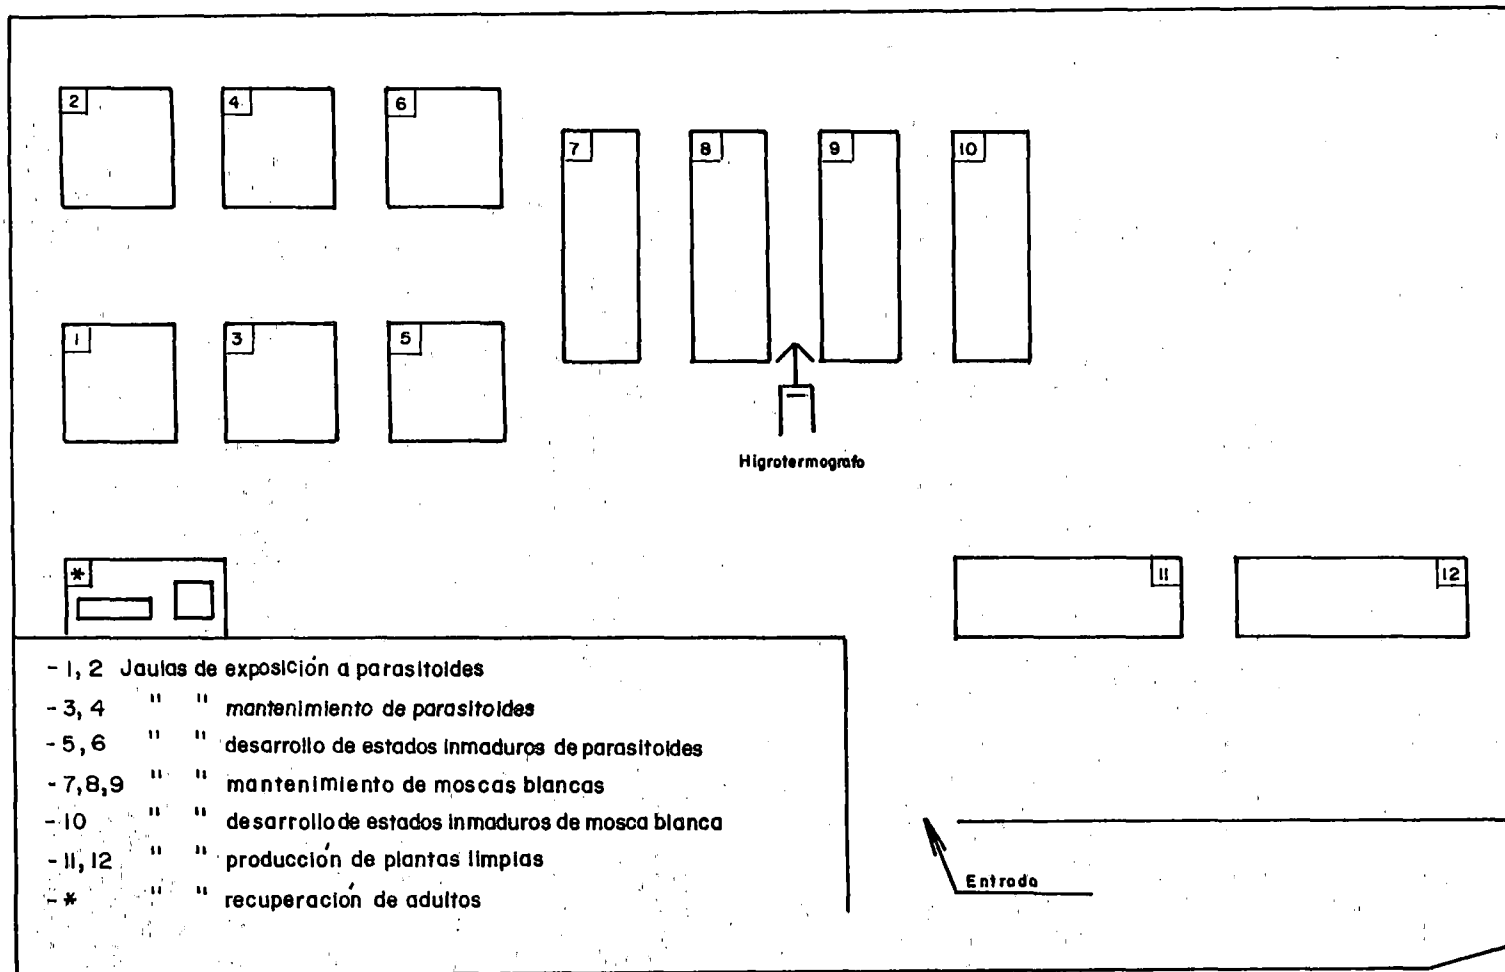 2
4
6
7
8
9
10
1
3
5
Higrotermografo
*
11
12
-1, 2 Jaulas de exposición a parasitoides
-3, 4 " " mantenimiento de parasitoides
-5, 6 " " desarrollo de estados inmaduros de parasitoides
-7,8,9 " " mantenimiento de moscas blancas
-10 " " desarrollo de estados inmaduros de mosca blanca
-11, 12 " " producción de plantas limpias
-* " " recuperación de adultos
Entrada